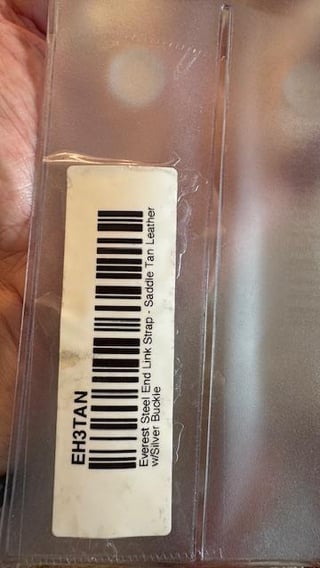 EH3TAN
Everest Steel End Link Strap - Saddle Tan Leather
w/Silver Buckle